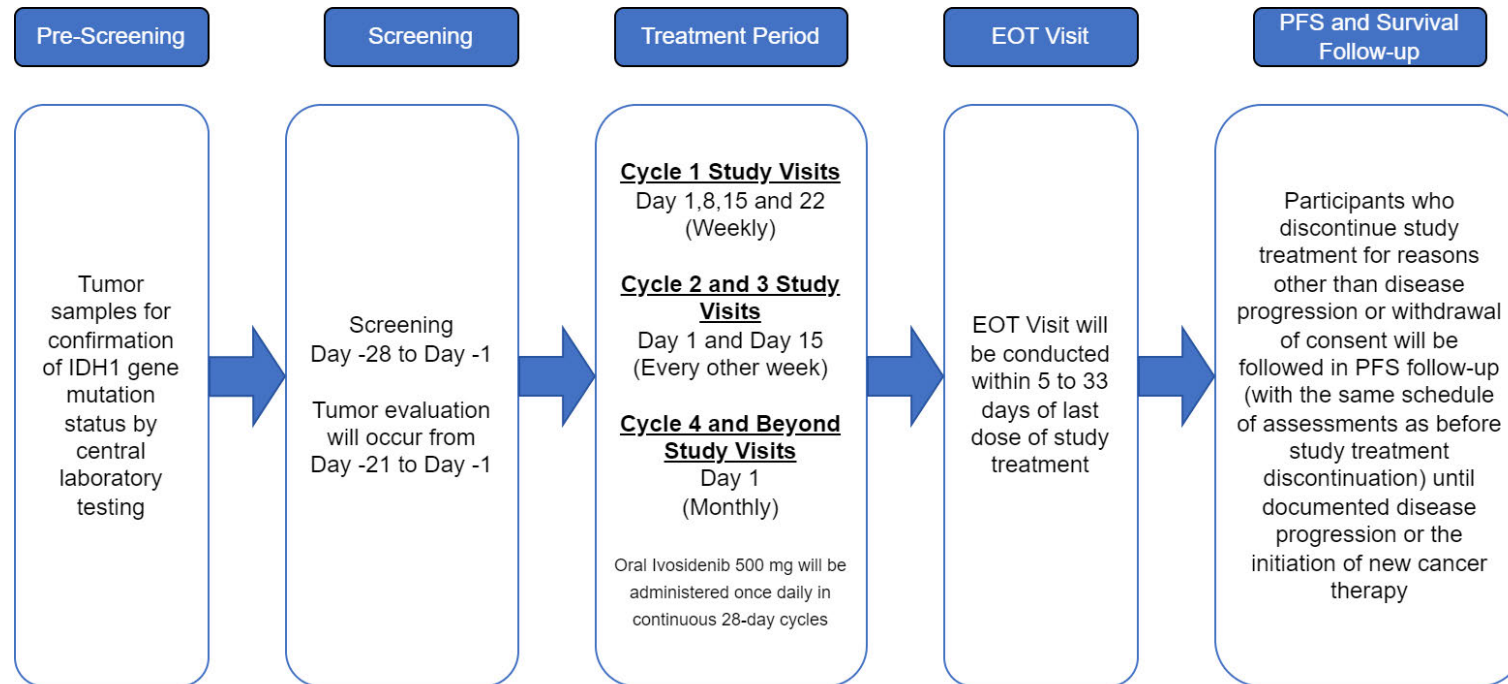 Pre-Screening
Screening
Treatment Period
EOT Visit
PFS and Survival
Follow-up
Tumor
samples for
confirmation
of IDH1 gene
mutation
status by
central
laboratory
testing
Screening
Day -28 to Day -1
Tumor evaluation
will occur from
Day -21 to Day -1
Cycle 1 Study Visits
Day 1,8,15 and 22
(Weekly)
Cycle 2 and 3 Study
Visits
Day 1 and Day 15
(Every other week)
Cycle 4 and Beyond
Study Visits
Day 1
(Monthly)
Oral Ivosidenib 500 mg will be
administered once daily in
continuous 28-day cycles
EOT Visit will
be conducted
within 5 to 33
days of last
dose of study
treatment
Participants who
discontinue study
treatment for reasons
other than disease
progression or withdrawal
of consent will be
followed in PFS follow-up
(with the same schedule
of assessments as before
study treatment
discontinuation) until
documented disease
progression or the
initiation of new cancer
therapy